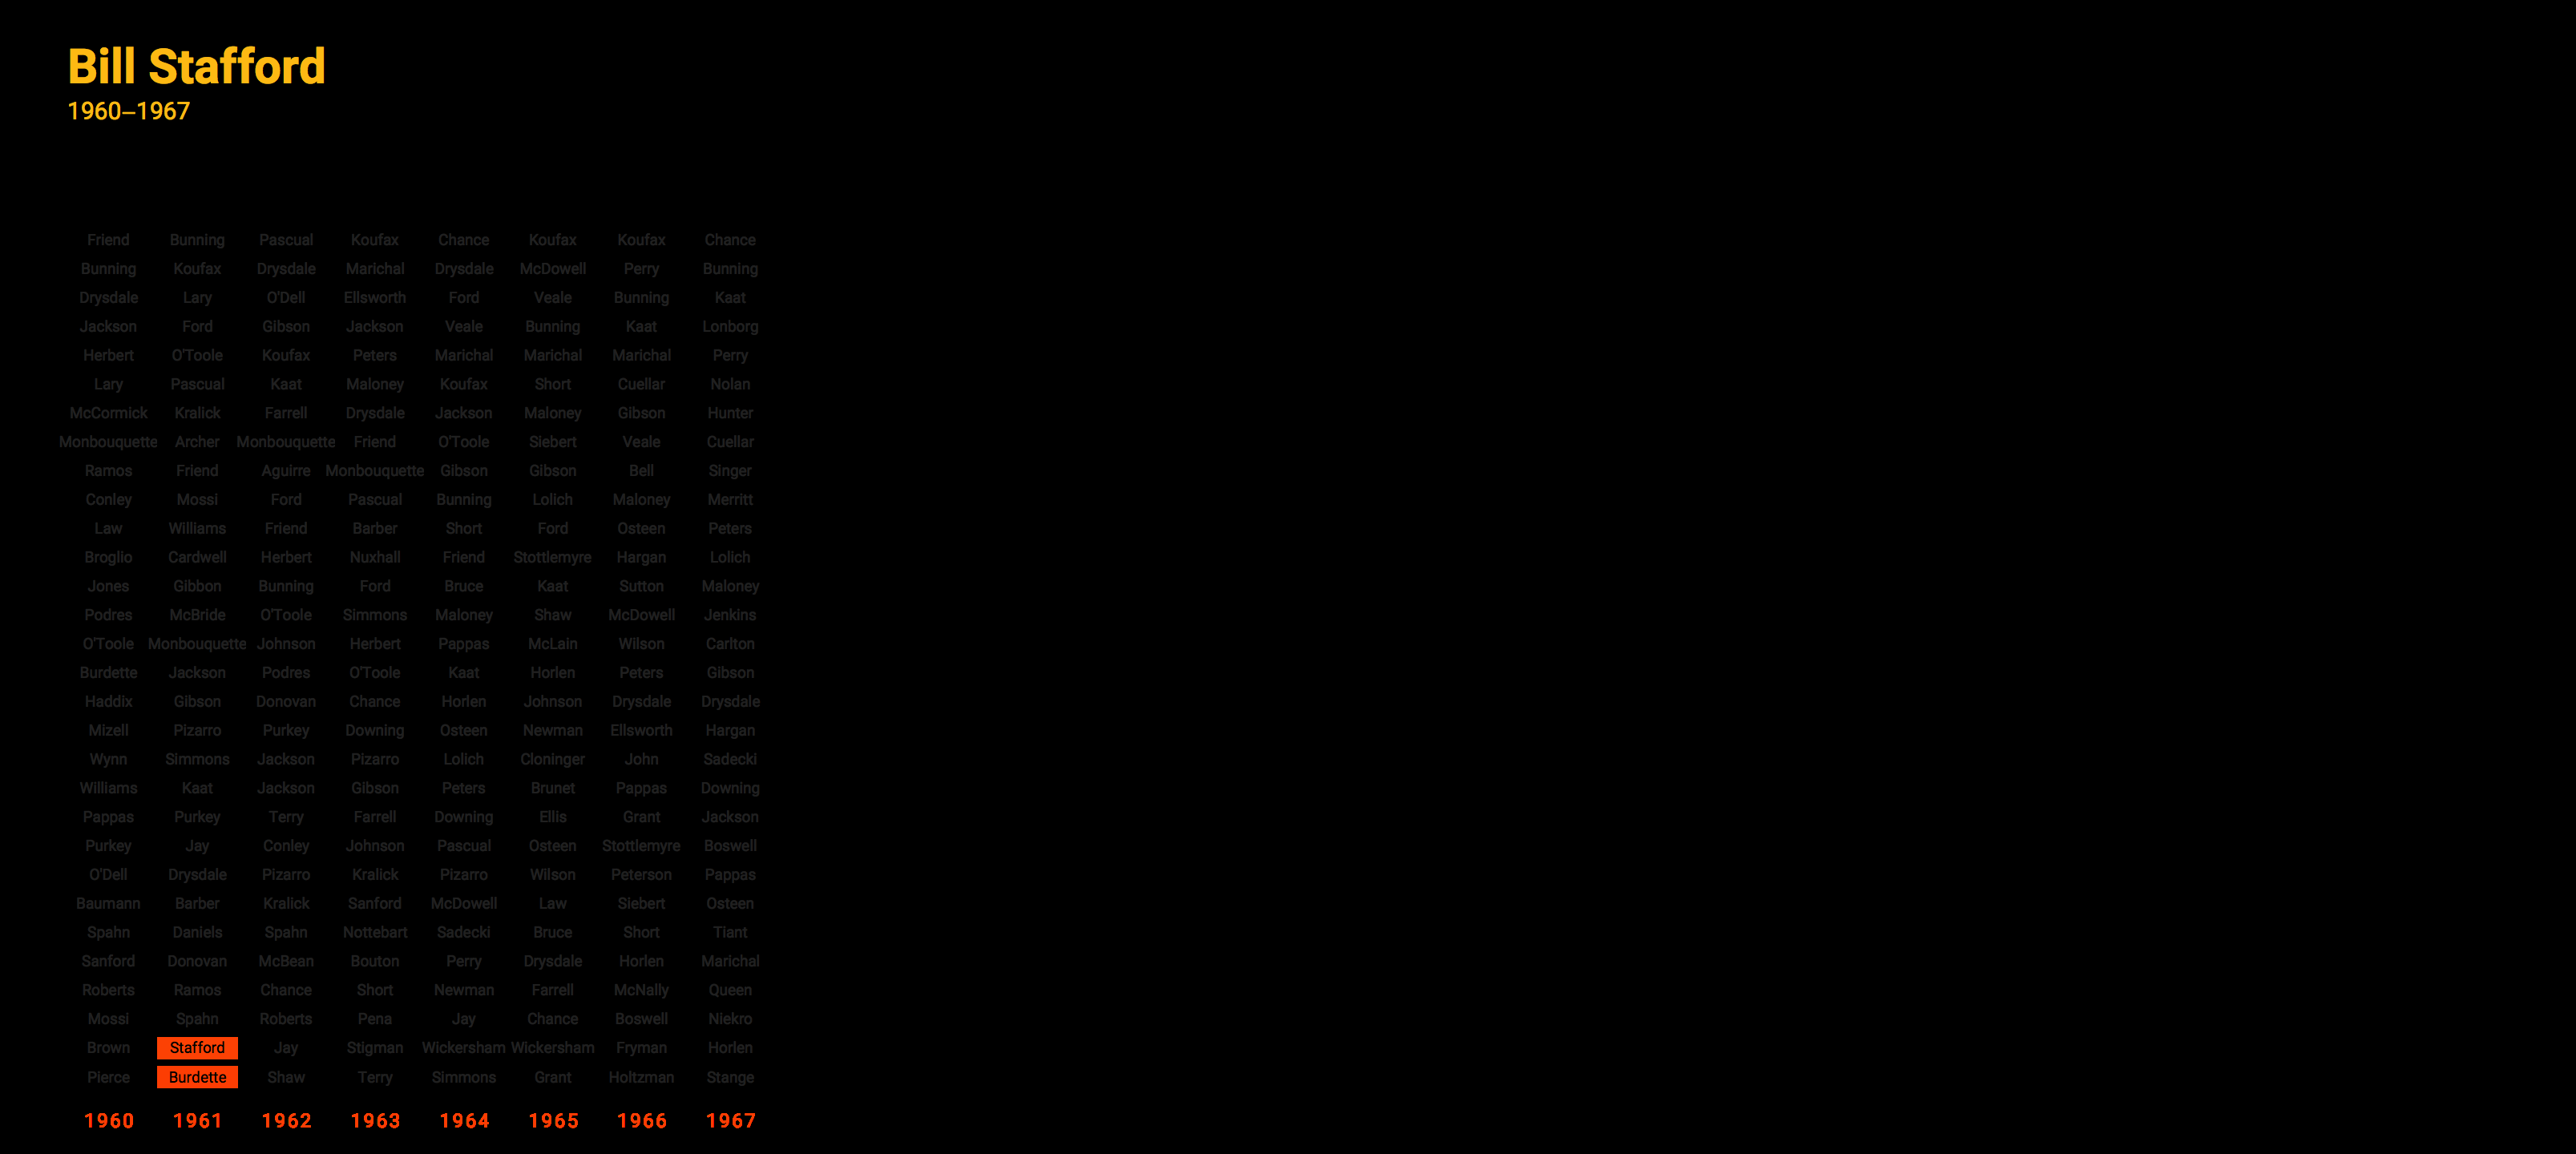 Bill Stafford
1960–1967
Friend Bunning Pascual Koufax Chance Koufax Koufax Chance
Bunning Koufax Drysdale Marichal Drysdale McDowell Perry Bunning
Drysdale Lary O'Dell Ellsworth Ford Veale Bunning Kaat
Jackson Ford Gibson Jackson Veale Bunning Kaat Lonborg
Herbert O'Toole Koufax Peters Marichal Marichal Marichal Perry
Lary Pascual Kaat Maloney Koufax Short Cuellar Nolan
McCormick Kralick Farrell Drysdale Jackson Maloney Gibson Hunter
Monbouquette Archer Monbouquette Friend O'Toole Siebert Veale Cuellar
Ramos Friend Aguirre Monbouquette Gibson Gibson Bell Singer
Conley Mossi Ford Pascual Bunning Lolich Maloney Merritt
Law Williams Friend Barber Short Ford Osteen Peters
Broglio Cardwell Herbert Nuxhall Friend Stottlemyre Hargan Lolich
Jones Gibbon Bunning Ford Bruce Kaat Sutton Maloney
Podres McBride O'Toole Simmons Maloney Shaw McDowell Jenkins
O'Toole Monbouquette Johnson Herbert Pappas McLain Wilson Carlton
Burdette Jackson Podres O'Toole Kaat Horlen Peters Gibson
Haddix Gibson Donovan Chance Horlen Johnson Drysdale Drysdale
Mizell Pizarro Purkey Downing Osteen Newman Ellsworth Hargan
Wynn Simmons Jackson Pizarro Lolich Cloninger John Sadecki
Williams Kaat Jackson Gibson Peters Brunet Pappas Downing
Pappas Purkey Terry Farrell Downing Ellis Grant Jackson
Purkey Jay Conley Johnson Pascual Osteen Stottlemyre Boswell
O'Dell Drysdale Pizarro Kralick Pizarro Wilson Peterson Pappas
Baumann Barber Kralick Sanford McDowell Law Siebert Osteen
Spahn Daniels Spahn Nottebart Sadecki Bruce Short Tiant
Sanford Donovan McBean Bouton Perry Drysdale Horlen Marichal
Roberts Ramos Chance Short Newman Farrell McNally Queen
Mossi Spahn Roberts Pena Jay Chance Boswell Niekro
Brown Stafford Jay Stigman Wickersham Wickersham Fryman Horlen
Pierce Burdette Shaw Terry Simmons Grant Holtzman Stange
1960 1961 1962 1963 1964 1965 1966 1967